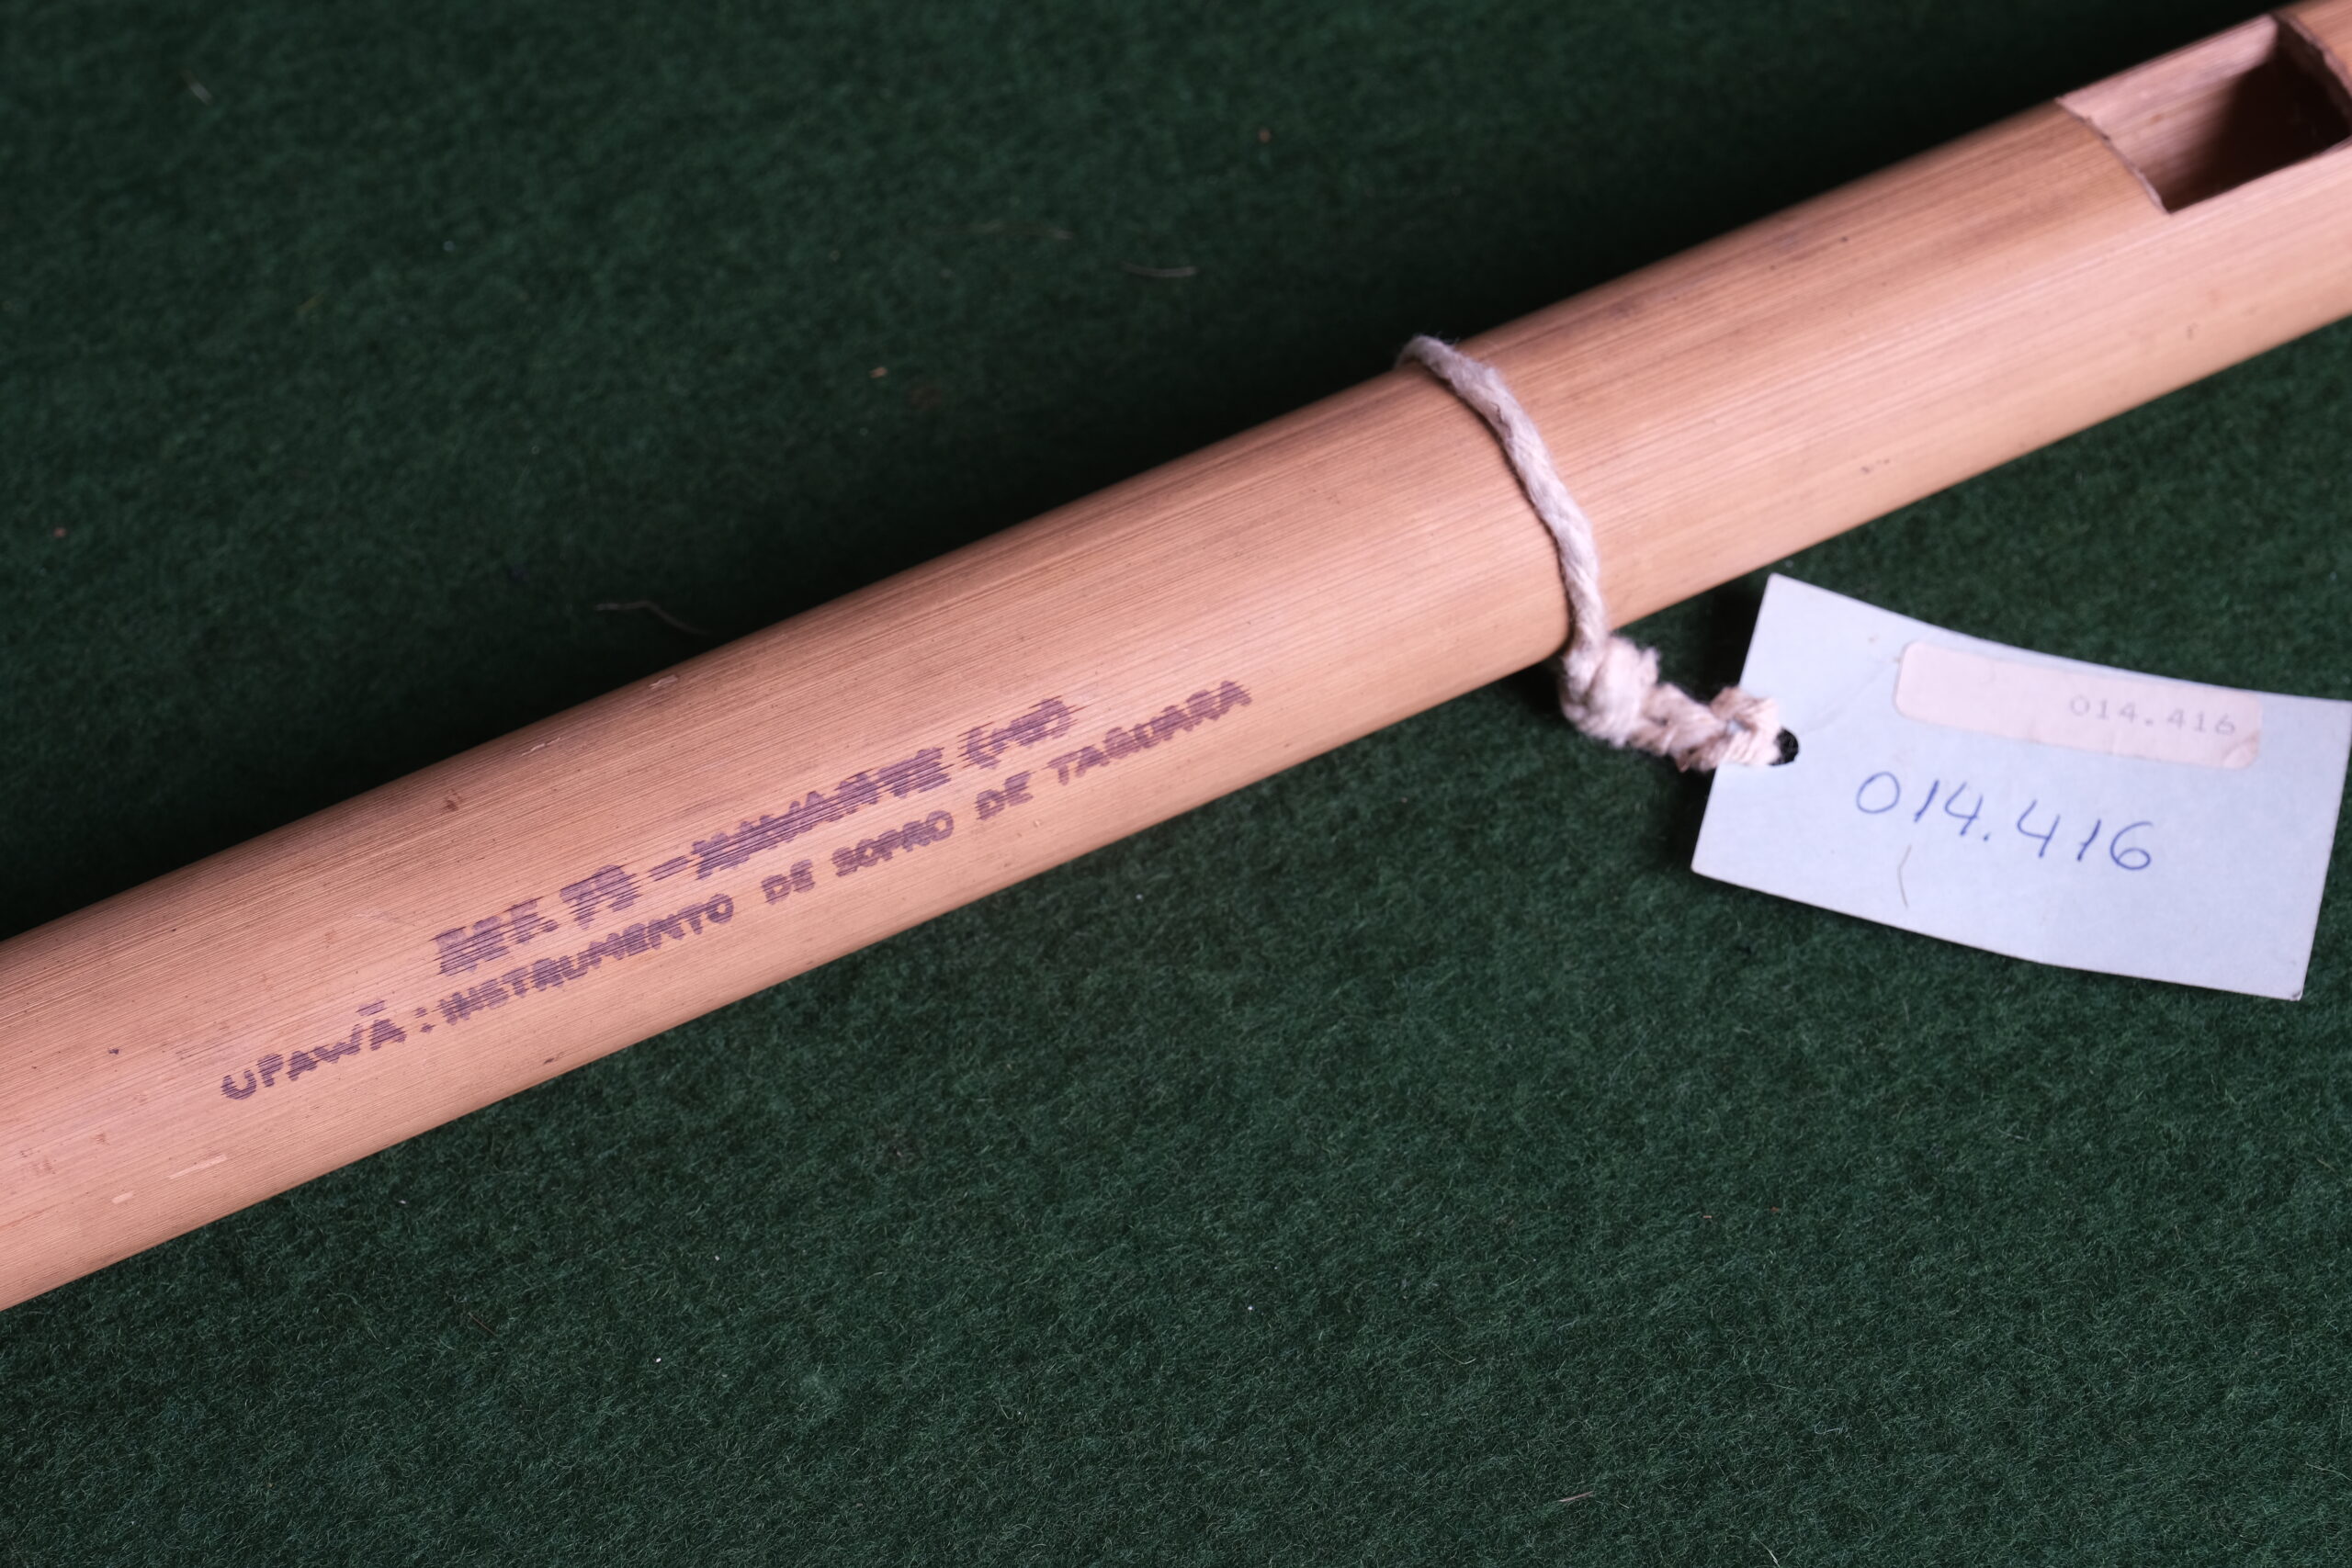 UPAWÃ: INSTRUMENTO DE SOPRO DE TAQUARA
014.416
014.416